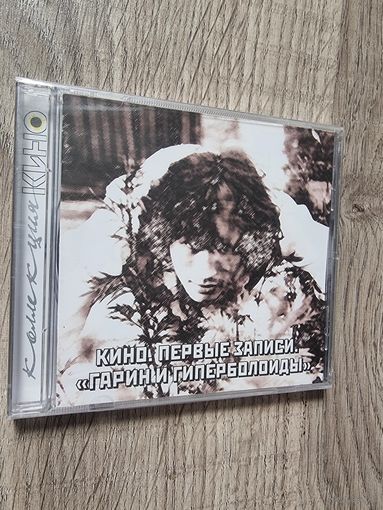 коллекция КИНО
КИНО. ПЕРВЫЕ ЗАПИСИ.
«ГАРИН И ГИПЕРБОЛОИДЫ»